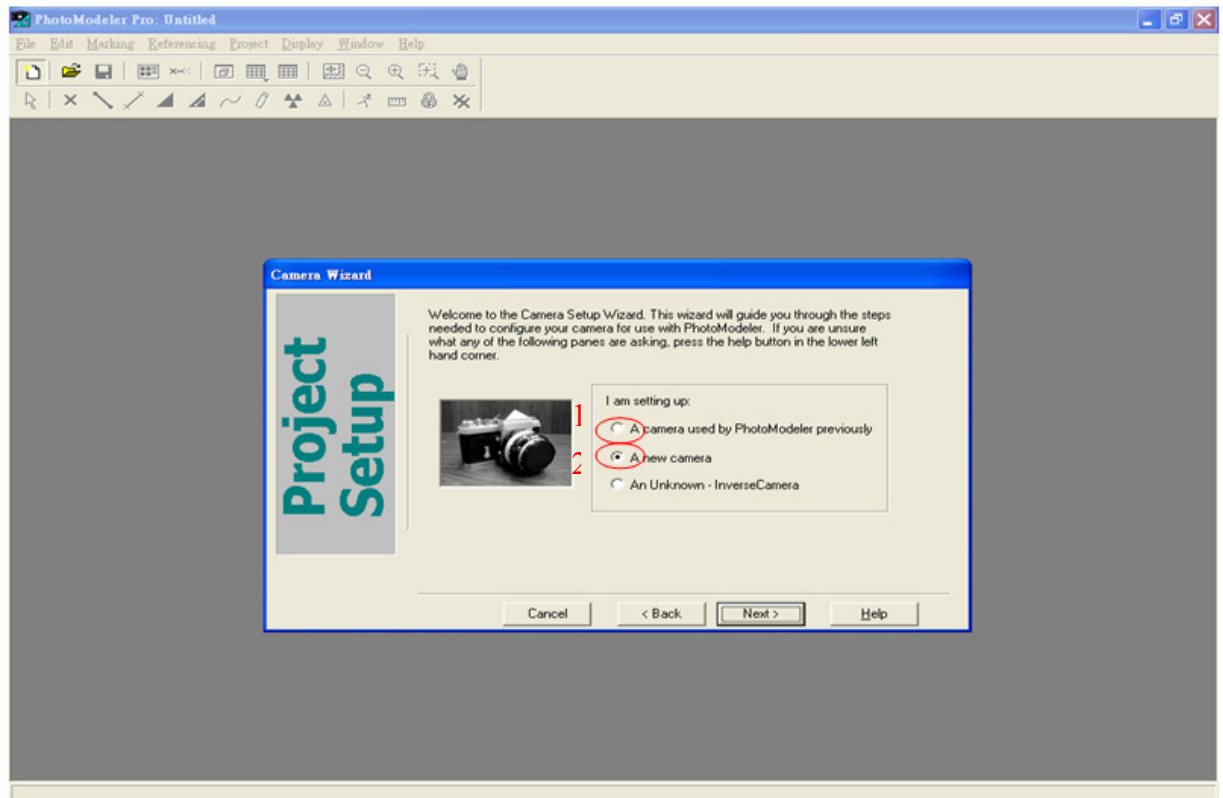 PhotoModeler Pro: Untitled
File Edit Marking Referencing Project Display Window Help
Camera Wizard
Project
Setup
Welcome to the Camera Setup Wizard. This wizard will guide you through the steps
needed to configure your camera for use with PhotoModeler. If you are unsure
what any of the following panes are asking, press the help button in the lower left
hand corner.
I am setting up:
1 A camera used by PhotoModeler previously
2 A new camera
An Unknown - InverseCamera
Cancel < Back Next > Help